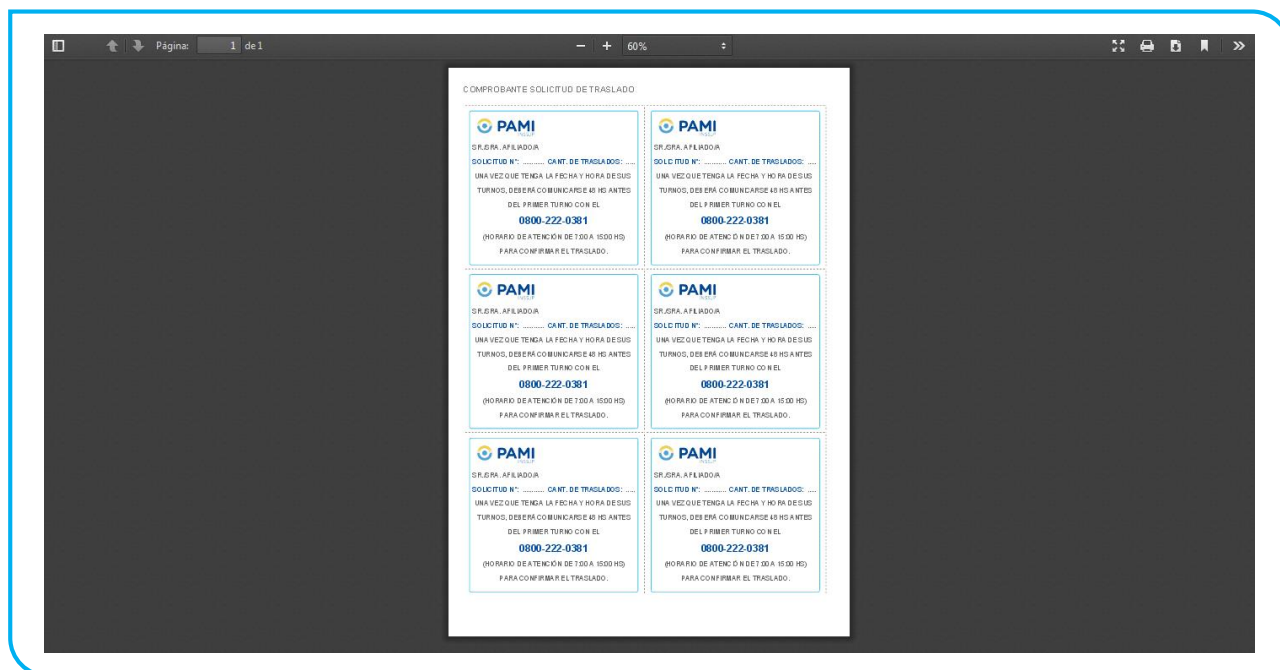 Página: 1 de 1
60%
COMPROBANTE SOLICITUD DE TRASLADO
PAMI
INSSJP
SR./SRA. AFILIADO/A
SOLICITUD N°: .......... CANT. DE TRASLADOS: .....
UNA VEZ QUE TENGA LA FECHA Y HORA DE SUS
TURNOS, DEBERÁ COMUNICARSE 48 HS ANTES
DEL PRIMER TURNO CON EL
0800-222-0381
(HORARIO DE ATENCIÓN DE 7:00 A 15:00 HS)
PARA CONFIRMAR EL TRASLADO.
PAMI
INSSJP
SR./SRA. AFILIADO/A
SOLICITUD N°: .......... CANT. DE TRASLADOS: .....
UNA VEZ QUE TENGA LA FECHA Y HORA DE SUS
TURNOS, DEBERÁ COMUNICARSE 48 HS ANTES
DEL PRIMER TURNO CON EL
0800-222-0381
(HORARIO DE ATENCIÓN DE 7:00 A 15:00 HS)
PARA CONFIRMAR EL TRASLADO.
PAMI
INSSJP
SR./SRA. AFILIADO/A
SOLICITUD N°: .......... CANT. DE TRASLADOS: .....
UNA VEZ QUE TENGA LA FECHA Y HORA DE SUS
TURNOS, DEBERÁ COMUNICARSE 48 HS ANTES
DEL PRIMER TURNO CON EL
0800-222-0381
(HORARIO DE ATENCIÓN DE 7:00 A 15:00 HS)
PARA CONFIRMAR EL TRASLADO.
PAMI
INSSJP
SR./SRA. AFILIADO/A
SOLICITUD N°: .......... CANT. DE TRASLADOS: .....
UNA VEZ QUE TENGA LA FECHA Y HORA DE SUS
TURNOS, DEBERÁ COMUNICARSE 48 HS ANTES
DEL PRIMER TURNO CON EL
0800-222-0381
(HORARIO DE ATENCIÓN DE 7:00 A 15:00 HS)
PARA CONFIRMAR EL TRASLADO.
PAMI
INSSJP
SR./SRA. AFILIADO/A
SOLICITUD N°: .......... CANT. DE TRASLADOS: .....
UNA VEZ QUE TENGA LA FECHA Y HORA DE SUS
TURNOS, DEBERÁ COMUNICARSE 48 HS ANTES
DEL PRIMER TURNO CON EL
0800-222-0381
(HORARIO DE ATENCIÓN DE 7:00 A 15:00 HS)
PARA CONFIRMAR EL TRASLADO.
PAMI
INSSJP
SR./SRA. AFILIADO/A
SOLICITUD N°: .......... CANT. DE TRASLADOS: .....
UNA VEZ QUE TENGA LA FECHA Y HORA DE SUS
TURNOS, DEBERÁ COMUNICARSE 48 HS ANTES
DEL PRIMER TURNO CON EL
0800-222-0381
(HORARIO DE ATENCIÓN DE 7:00 A 15:00 HS)
PARA CONFIRMAR EL TRASLADO.